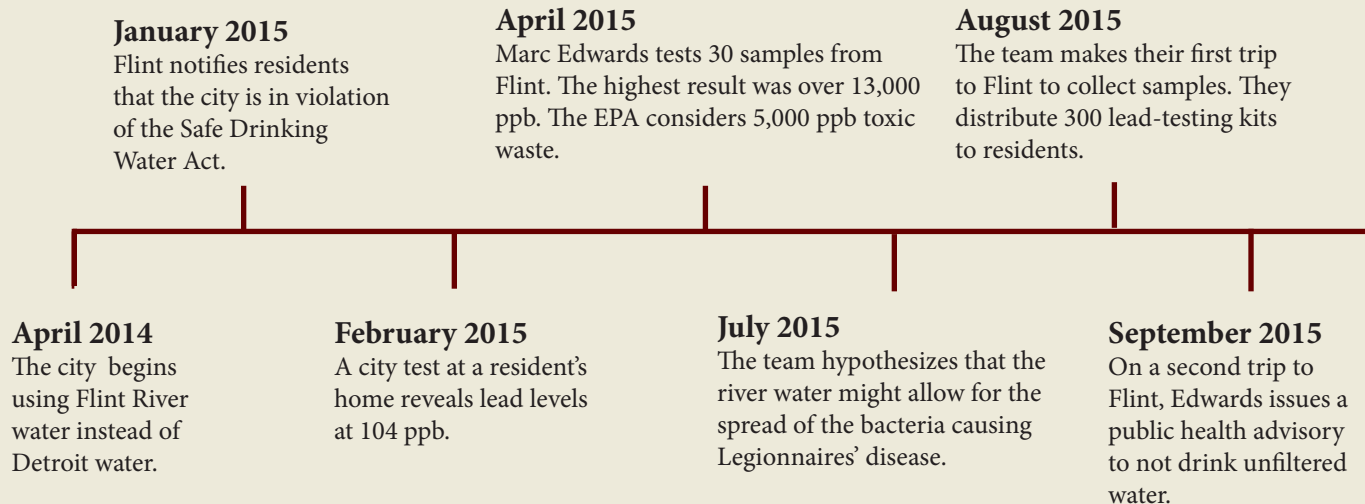 January 2015
Flint notifies residents
that the city is in violation
of the Safe Drinking
Water Act.
April 2015
Marc Edwards tests 30 samples from
Flint. The highest result was over 13,000
ppb. The EPA considers 5,000 ppb toxic
waste.
August 2015
The team makes their first trip
to Flint to collect samples. They
distribute 300 lead-testing kits
to residents.
April 2014
The city begins
using Flint River
water instead of
Detroit water.
February 2015
A city test at a resident’s
home reveals lead levels
at 104 ppb.
July 2015
The team hypothesizes that the
river water might allow for the
spread of the bacteria causing
Legionnaires’ disease.
September 2015
On a second trip to
Flint, Edwards issues a
public health advisory
to not drink unfiltered
water.